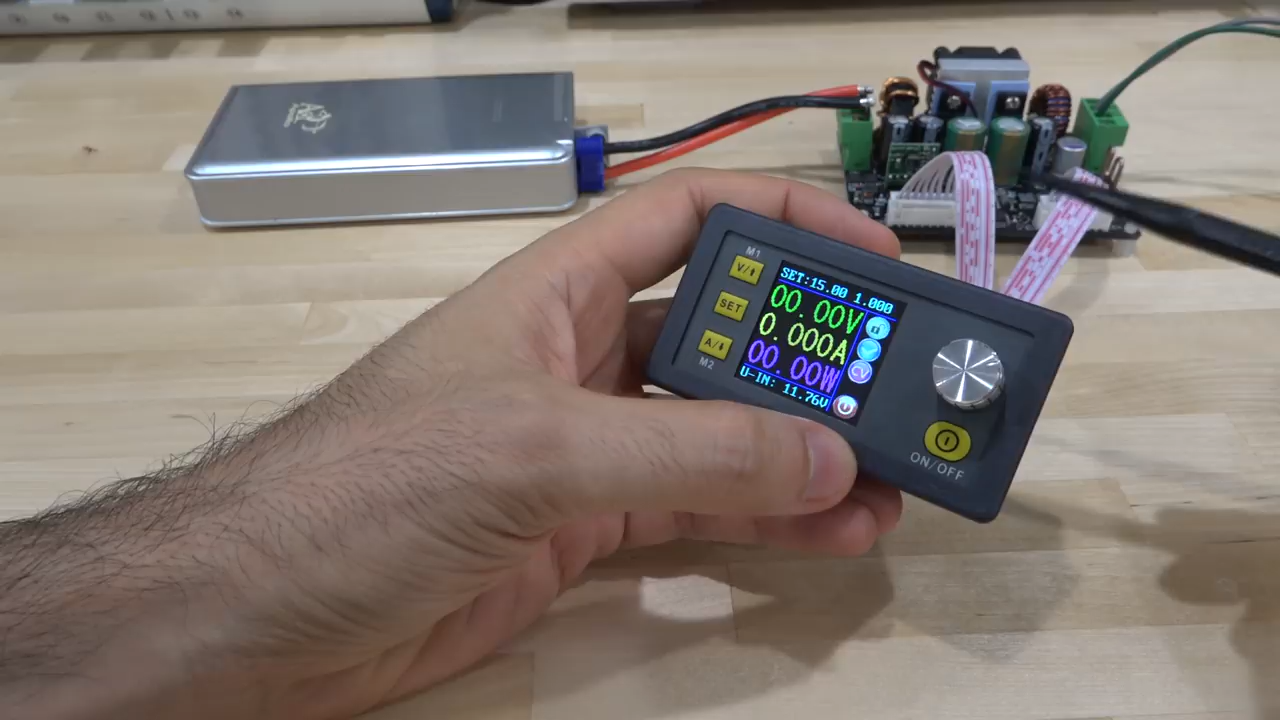 M1
V/⬆
SET
A/⬇
M2
SET:15.00 1.000
00.00V
0.000A
00.00W
U-IN: 11.76V
CV
ON/OFF